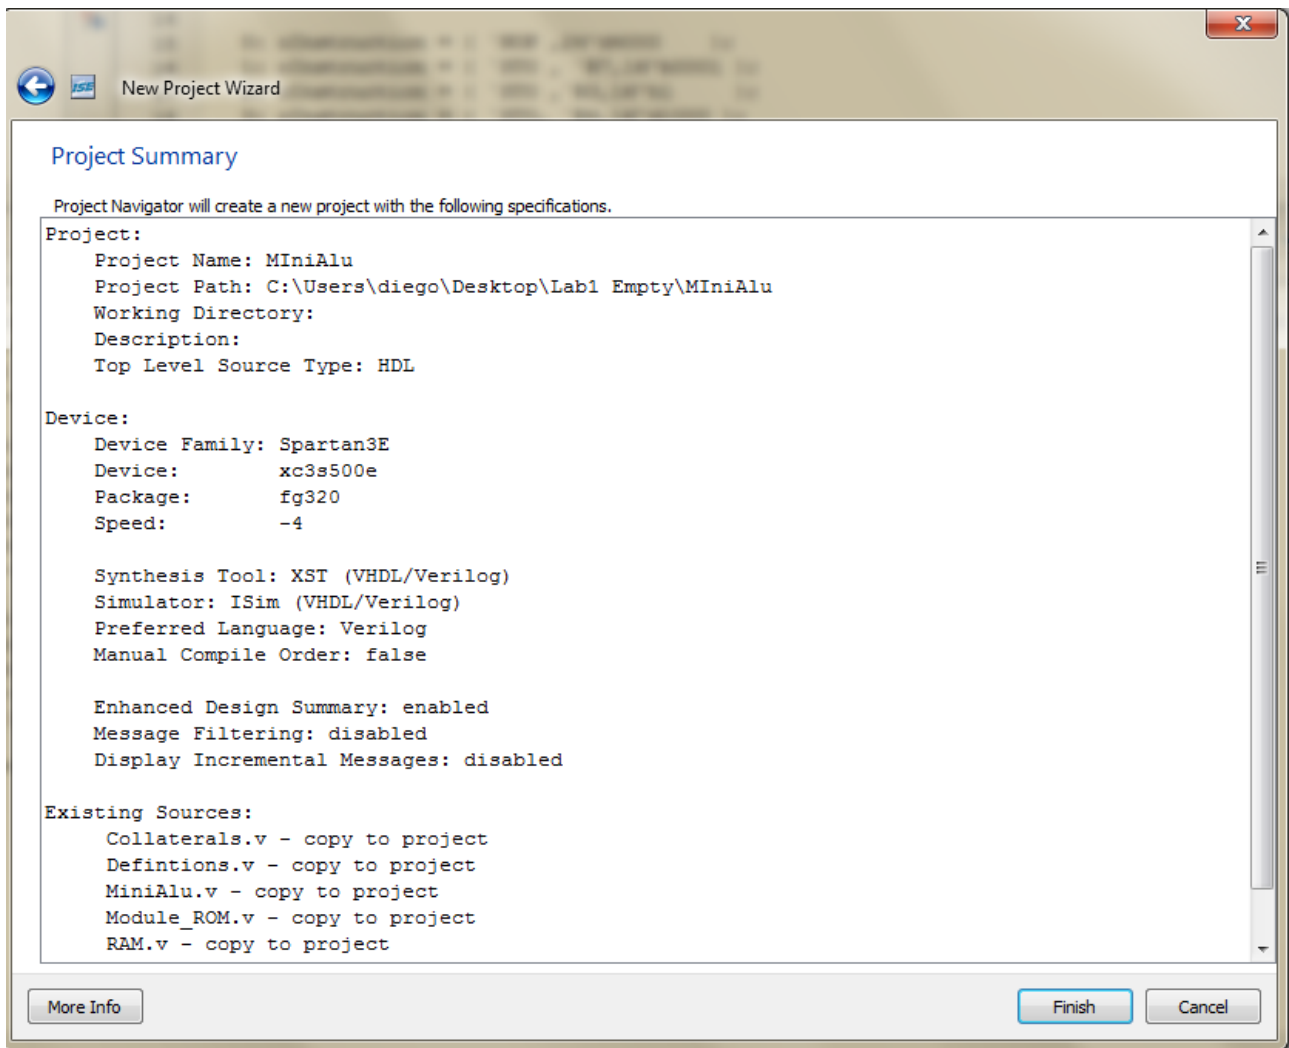 ISE New Project Wizard
Project Summary
Project Navigator will create a new project with the following specifications.
Project:
Project Name: MIniAlu
Project Path: C:\Users\diego\Desktop\Lab1 Empty\MIniAlu
Working Directory:
Description:
Top Level Source Type: HDL
Device:
Device Family: Spartan3E
Device: xc3s500e
Package: fg320
Speed: -4
Synthesis Tool: XST (VHDL/Verilog)
Simulator: ISim (VHDL/Verilog)
Preferred Language: Verilog
Manual Compile Order: false
Enhanced Design Summary: enabled
Message Filtering: disabled
Display Incremental Messages: disabled
Existing Sources:
Collaterals.v - copy to project
Defintions.v - copy to project
MiniAlu.v - copy to project
Module_ROM.v - copy to project
RAM.v - copy to project
More Info Finish Cancel